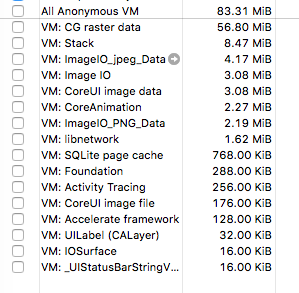 All Anonymous VM 83.31 MiB
VM: CG raster data 56.80 MiB
VM: Stack 8.47 MiB
VM: ImageIO_jpeg_Data 4.17 MiB
VM: Image IO 3.08 MiB
VM: CoreUI image data 3.08 MiB
VM: CoreAnimation 2.27 MiB
VM: ImageIO_PNG_Data 2.19 MiB
VM: libnetwork 1.62 MiB
VM: SQLite page cache 768.00 KiB
VM: Foundation 288.00 KiB
VM: Activity Tracing 256.00 KiB
VM: CoreUI image file 176.00 KiB
VM: Accelerate framework 128.00 KiB
VM: UILabel (CALayer) 32.00 KiB
VM: IOSurface 16.00 KiB
VM: _UIStatusBarStringV... 16.00 KiB